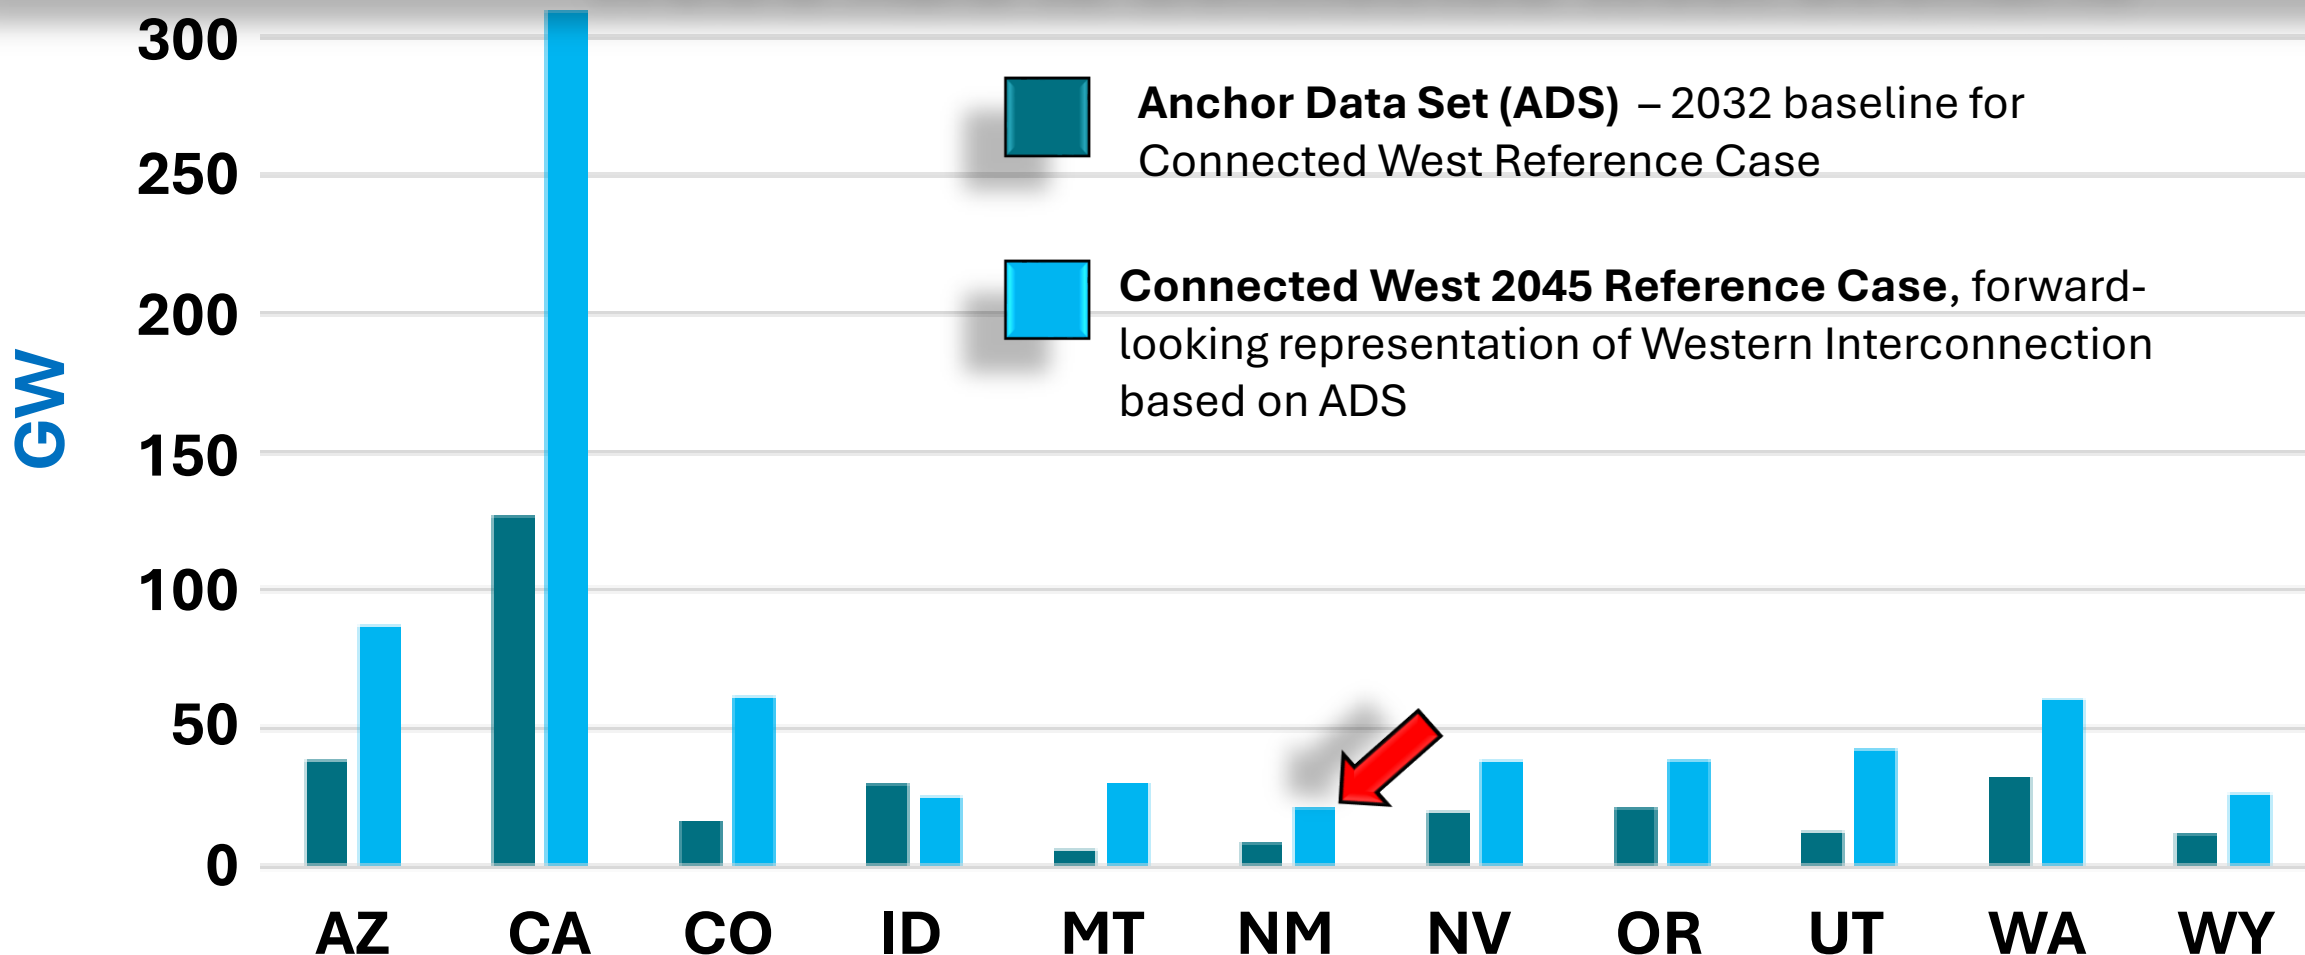 300
250
200
150
100
50
0
GW
Anchor Data Set (ADS) – 2032 baseline for
Connected West Reference Case
Connected West 2045 Reference Case, forward-
looking representation of Western Interconnection
based on ADS
AZ CA CO ID MT NM NV OR UT WA WY